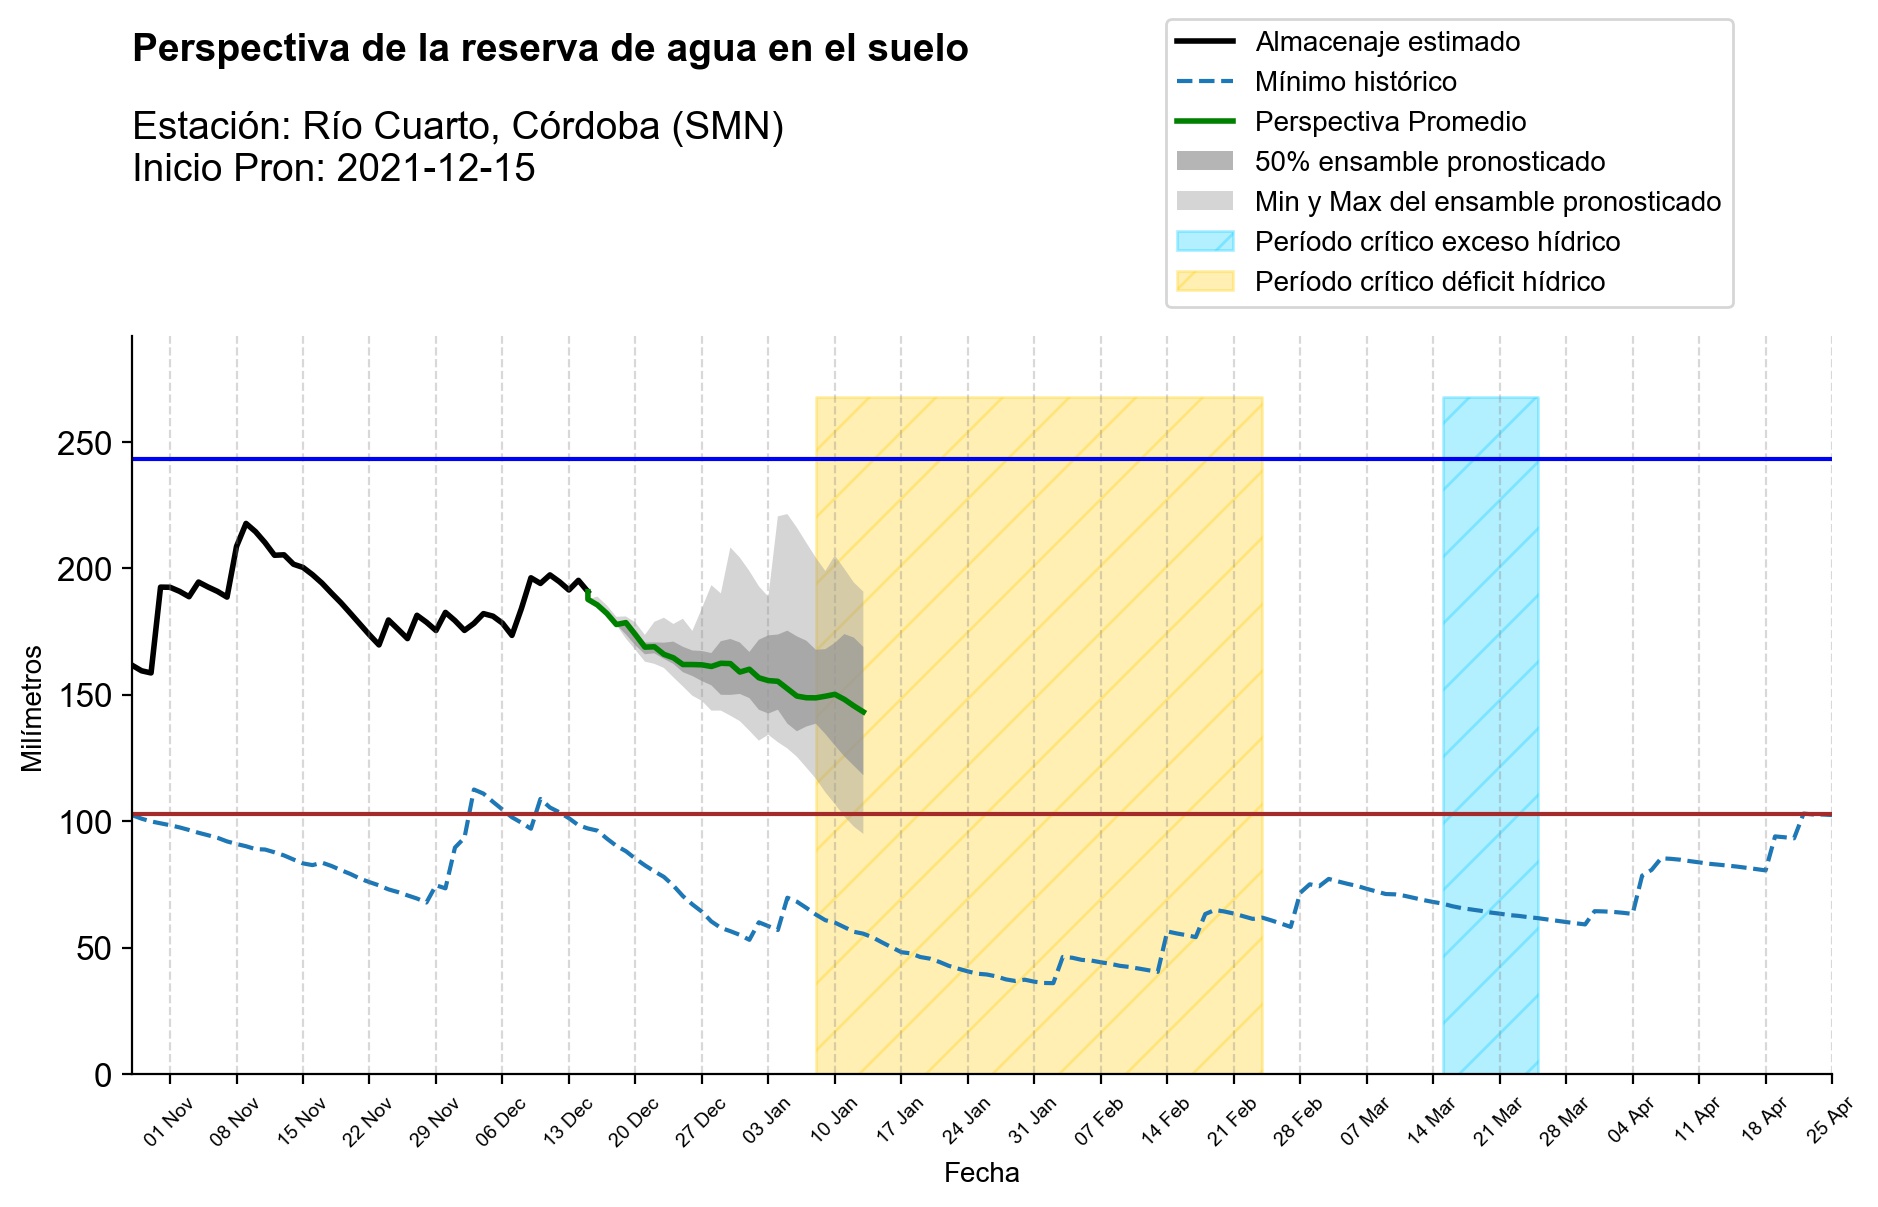 Perspectiva de la reserva de agua en el suelo
Estación: Río Cuarto, Córdoba (SMN)
Inicio Pron: 2021-12-15
Almacenaje estimado
Mínimo histórico
Perspectiva Promedio
50% ensamble pronosticado
Min y Max del ensamble pronosticado
Período crítico exceso hídrico
Período crítico déficit hídrico
Milímetros
250
200
150
100
50
0
01 Nov
08 Nov
15 Nov
22 Nov
29 Nov
06 Dec
13 Dec
20 Dec
27 Dec
03 Jan
10 Jan
17 Jan
24 Jan
31 Jan
07 Feb
14 Feb
21 Feb
28 Feb
07 Mar
14 Mar
21 Mar
28 Mar
04 Apr
11 Apr
18 Apr
25 Apr
Fecha